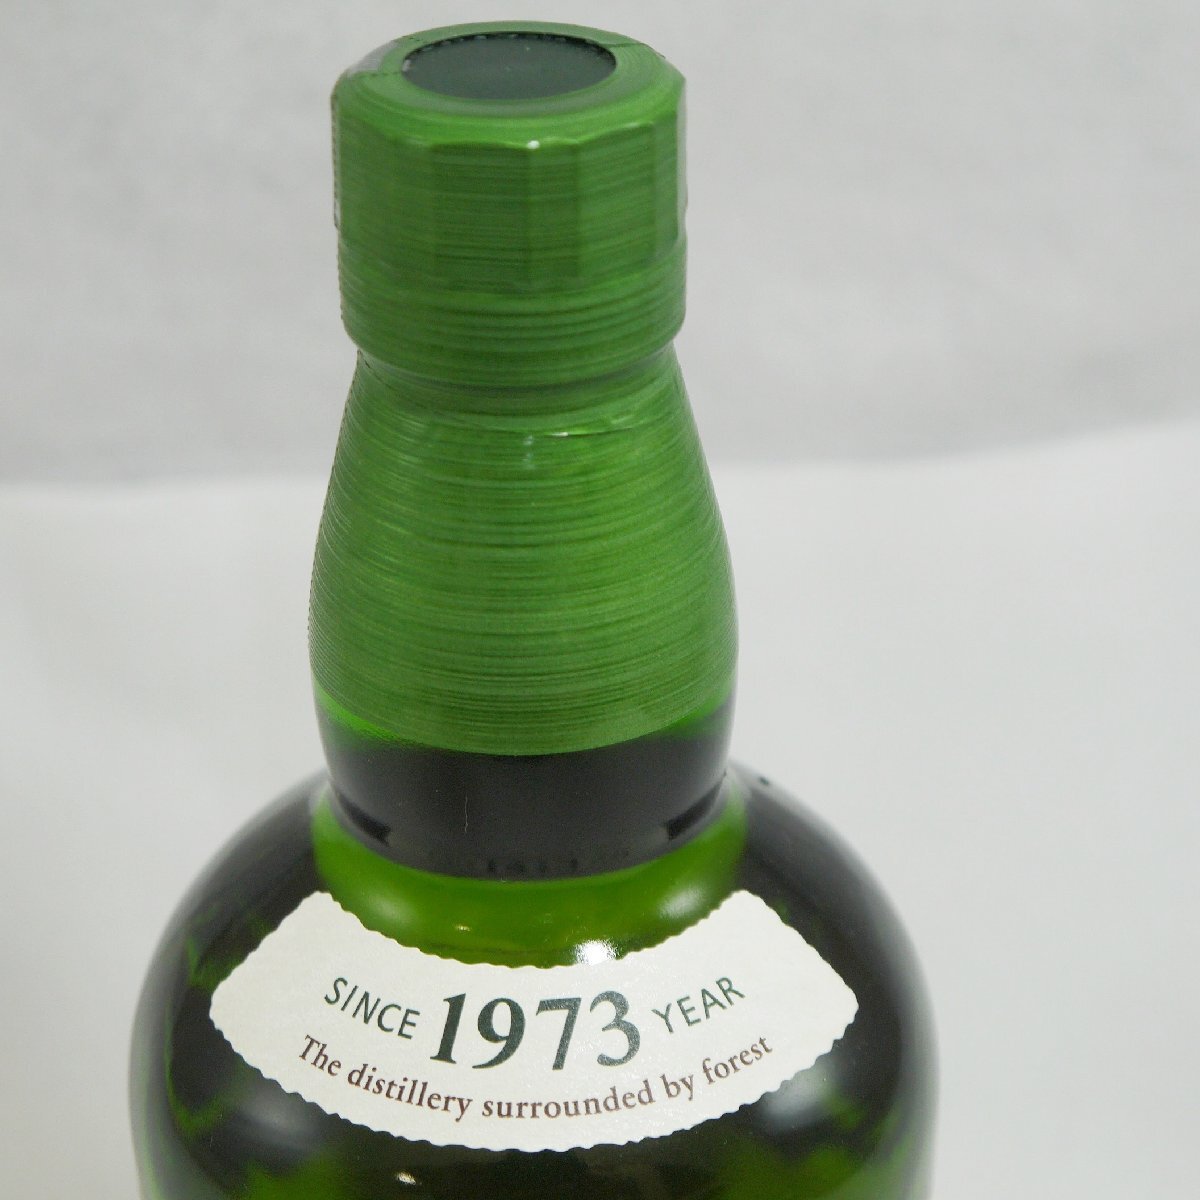 SINCE 1973 YEAR
The distillery surrounded by forest